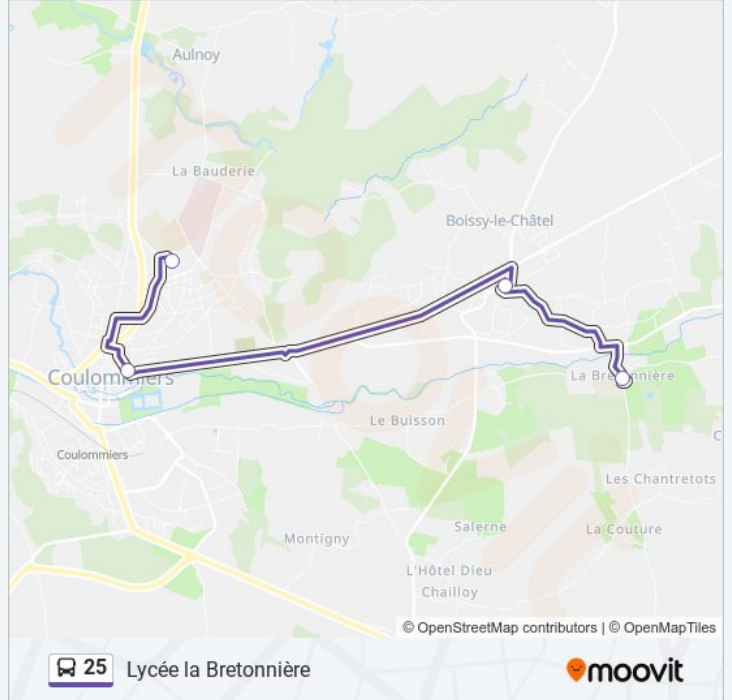 Aulnoy
La Bauderie
Boissy-le-Châtel
Coulommiers
La Bretonnière
Le Buisson
Coulommiers
C
Les Chantretots
Salerne
La Couture
Montigny
L'Hôtel Dieu
Chailloy
© OpenStreetMap contributors | © OpenMapTiles
25 Lycée la Bretonnière
moovit